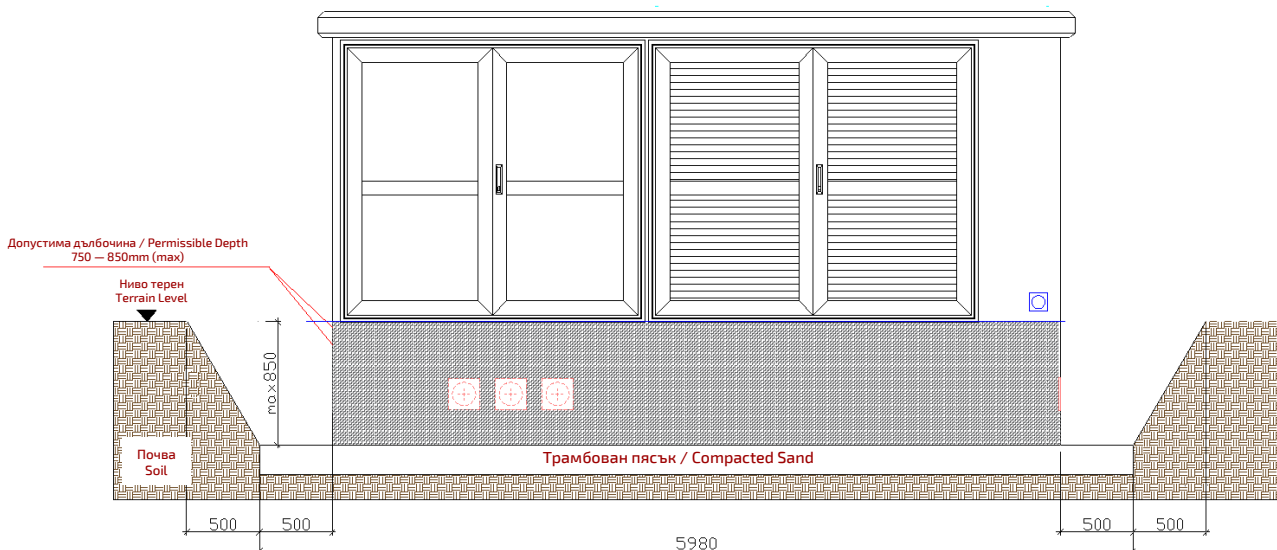 Допустима дълбочина / Permissible Depth
750 — 850mm (max)
Ниво терен
Terrain Level
max850
Почва
Soil
Трамбован пясък / Compacted Sand
500 500 500 500
5980